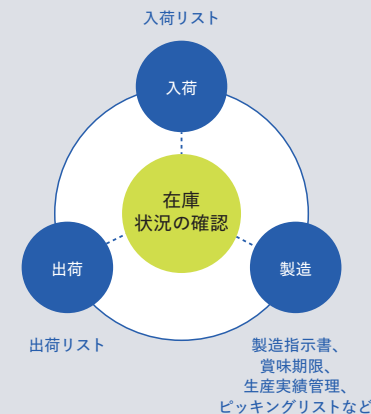 入荷リスト
入荷
在庫
状況の確認
出荷
製造
出荷リスト
製造指示書、
賞味期限、
生産実績管理、
ピッキングリストなど